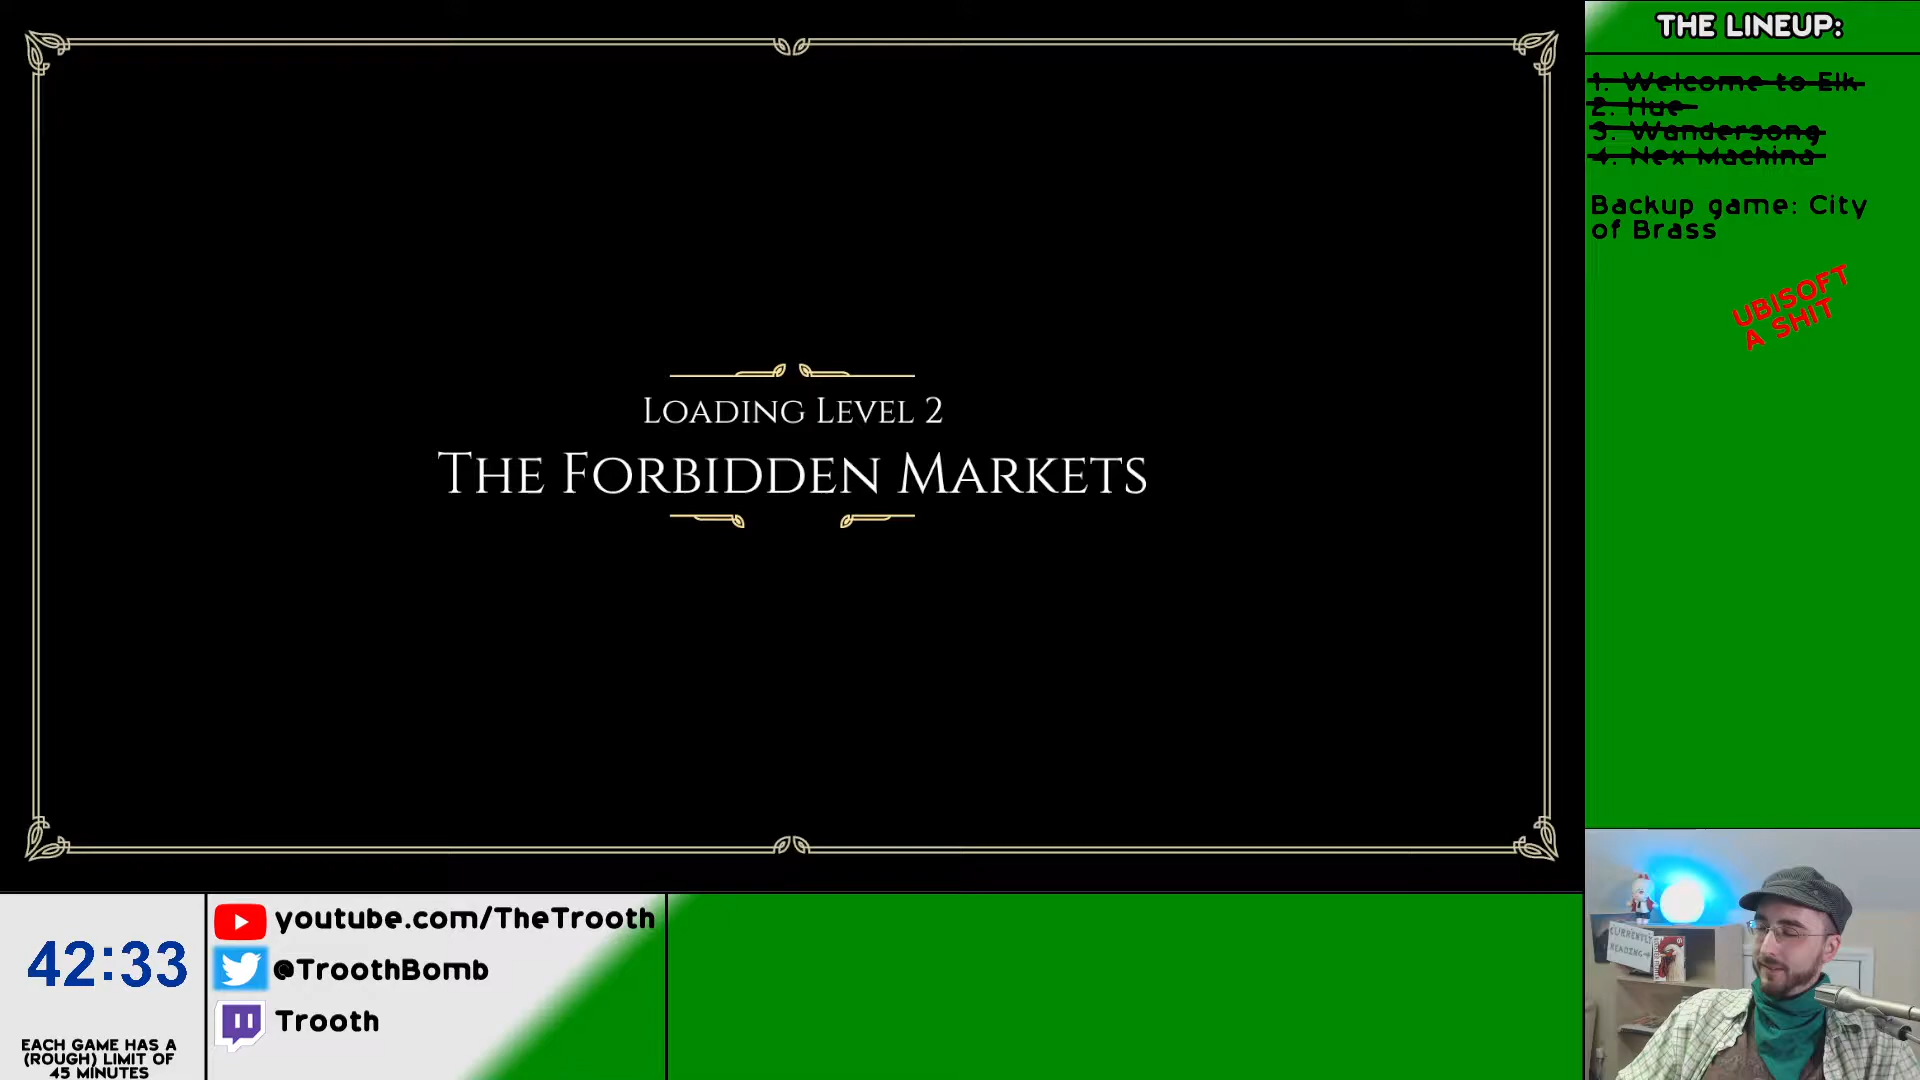 THE LINEUP:
1. Welcome to Elk
2. Hue
3. Wandersong
4. Nex Machina
Backup game: City
of Brass
UBISOFT
A SHIT
Loading Level 2
The Forbidden Markets
42:33
EACH GAME HAS A
(ROUGH) LIMIT OF
45 MINUTES
youtube.com/TheTrooth
@TroothBomb
Trooth
CURRENTLY
READING→